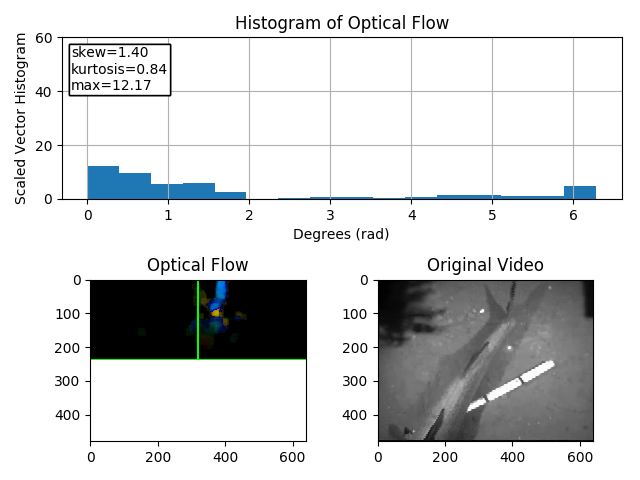 Histogram of Optical Flow
Scaled Vector Histogram
60
40
20
0
skew=1.40
kurtosis=0.84
max=12.17
0 1 2 3 4 5 6
Degrees (rad)
Optical Flow
0
100
200
300
400
0 200 400 600
Original Video
0
100
200
300
400
0 200 400 600